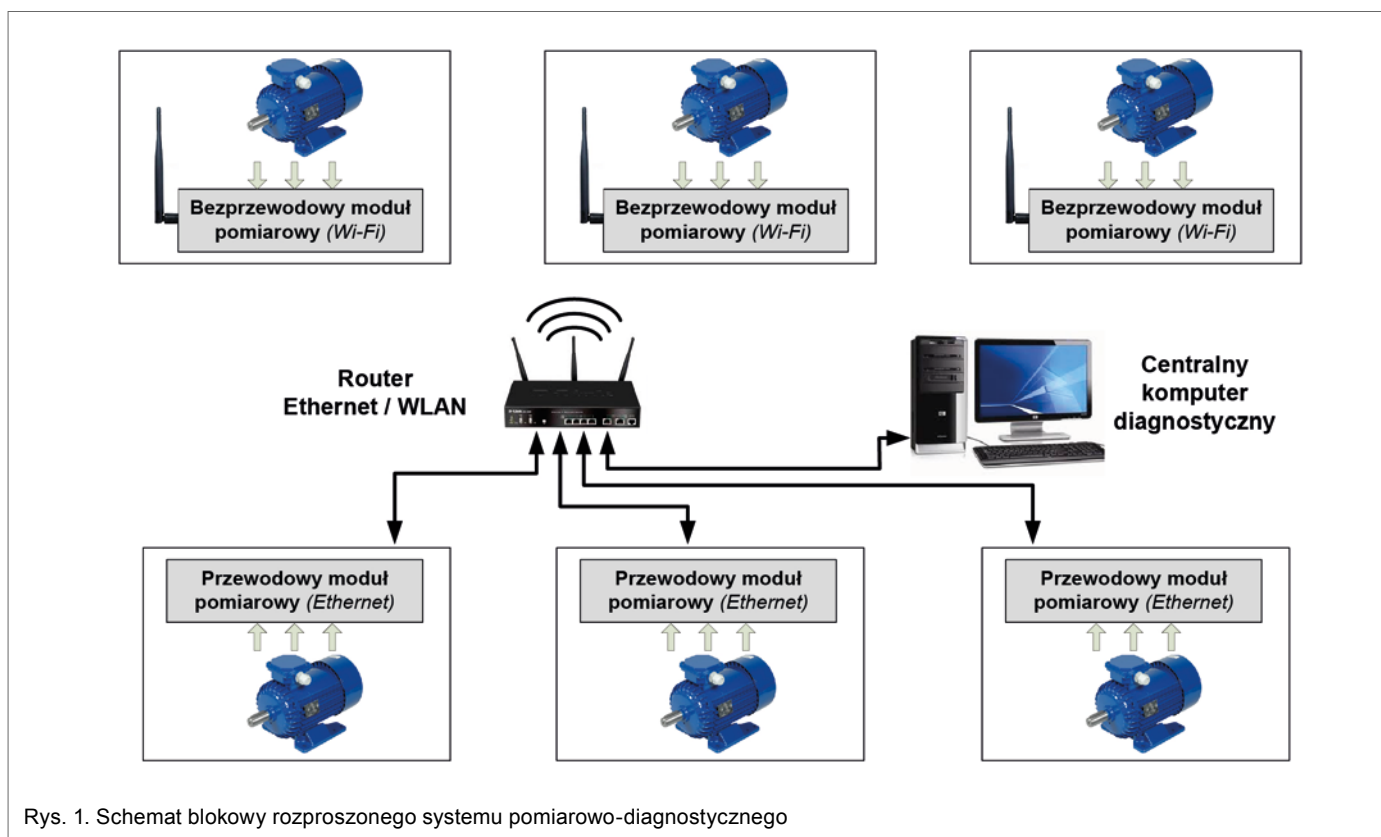 Bezprzewodowy moduł
pomiarowy (Wi-Fi)
Bezprzewodowy moduł
pomiarowy (Wi-Fi)
Bezprzewodowy moduł
pomiarowy (Wi-Fi)
Router
Ethernet / WLAN
Centralny
komputer
diagnostyczny
Przewodowy moduł
pomiarowy (Ethernet)
Przewodowy moduł
pomiarowy (Ethernet)
Przewodowy moduł
pomiarowy (Ethernet)
Rys. 1. Schemat blokowy rozproszonego systemu pomiarowo-diagnostycznego